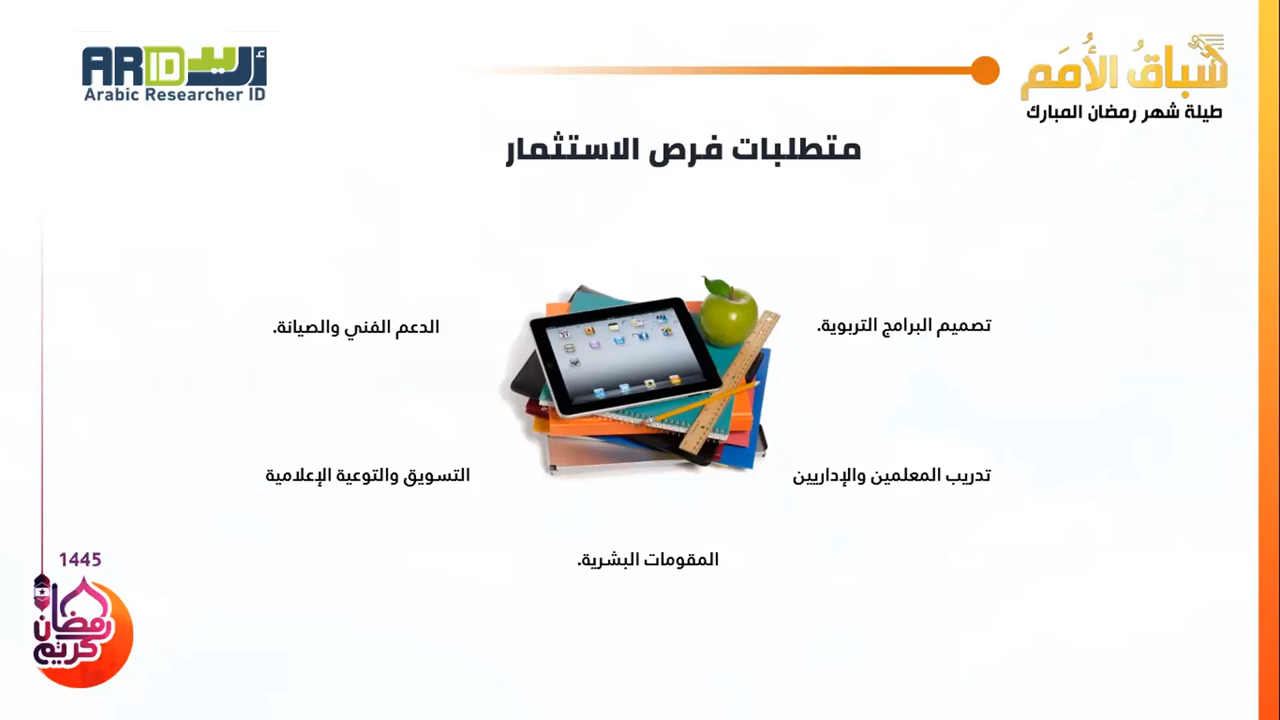 ARID أريد
Arabic Researcher ID
سباقُ الأُمَم
طيلة شهر رمضان المبارك
متطلبات فرص الاستثمار
تصميم البرامج التربوية.
الدعم الفني والصيانة.
تدريب المعلمين والإداريين
التسويق والتوعية الإعلامية
المقومات البشرية.
1445
رمضان
كريم